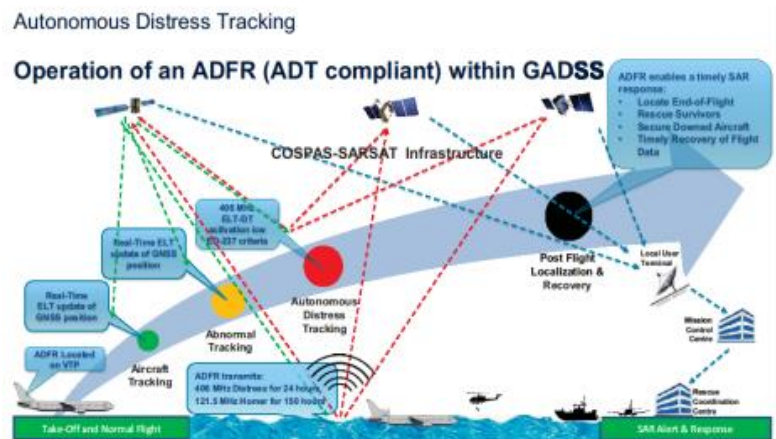 Autonomous Distress Tracking
Operation of an ADFR (ADT compliant) within GADSS
ADFR enables a timely SAR
response:
• Locate End-of-Flight
• Rescue Survivors
• Secure Downed Aircraft
• Timely Recovery of Flight
Data
COSPAS-SARSAT Infrastructure
406 MHz
ELT-DT
activation iow
ED-237 criteria
Real-Time ELT
update of GNSS
position
Real-Time
ELT update of
GNSS position
ADFR Located
on VTP
Aircraft
Tracking
Abnormal
Tracking
Autonomous
Distress
Tracking
Post Flight
Localization &
Recovery
Local User
Terminal
Mission
Control
Centre
Rescue
Coordination
Centre
ADFR transmits:
406 MHz Distress for 24 hours
121.5 MHz Homer for 150 hours
Take-Off and Normal Flight
SAR Alert & Response